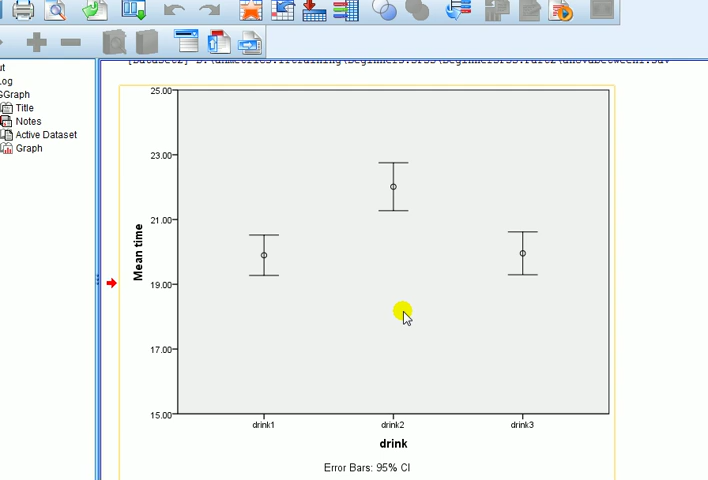 ut
Log
GGraph
Title
Notes
Active Dataset
Graph
25.00
23.00
21.00
19.00
17.00
15.00
Mean time
drink1
drink2
drink3
drink
Error Bars: 95% CI